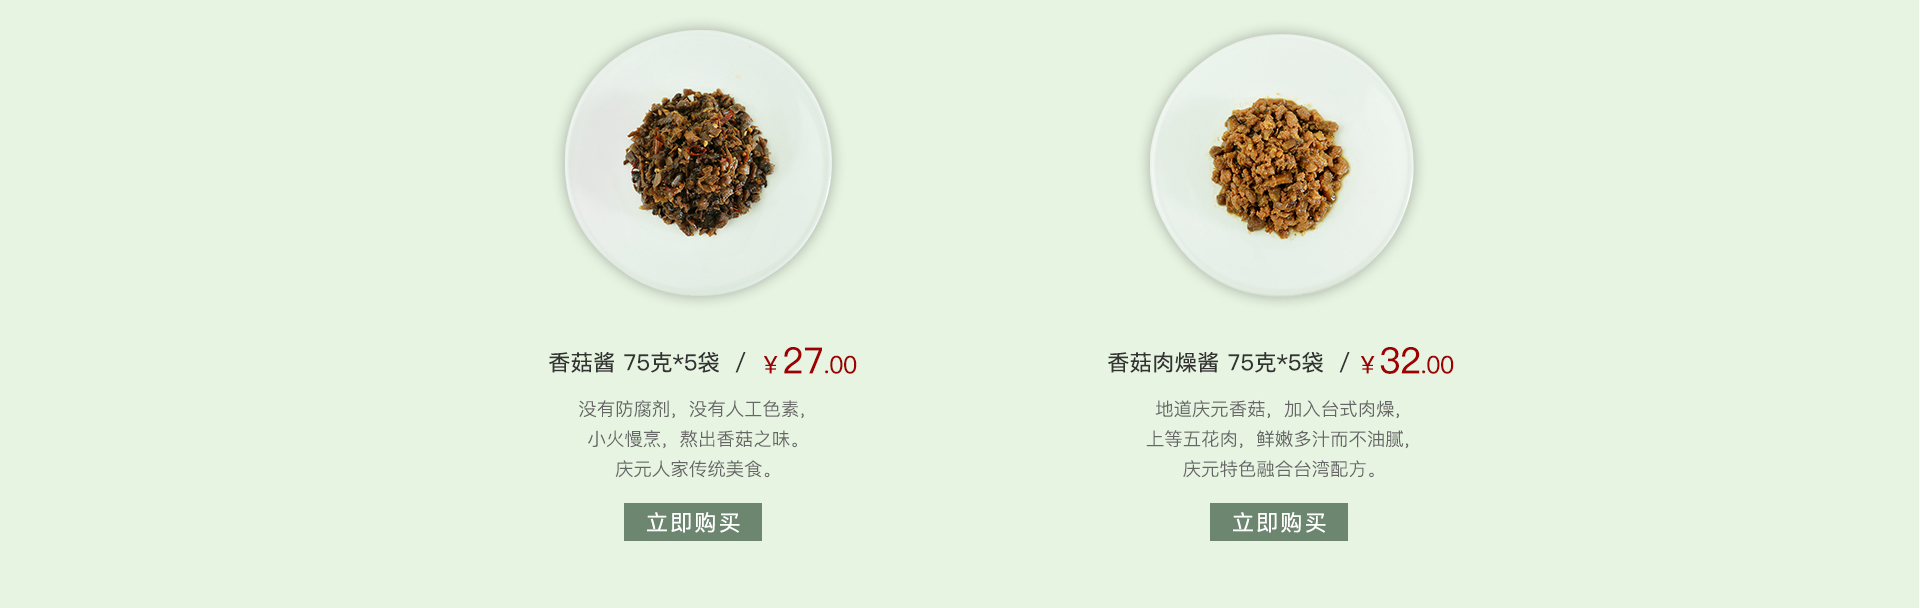 香菇酱 75克*5袋 / ¥27.00
没有防腐剂，没有人工色素，
小火慢烹，熬出香菇之味。
庆元人家传统美食。
立即购买
香菇肉燥酱 75克*5袋 / ¥32.00
地道庆元香菇，加入台式肉燥，
上等五花肉，鲜嫩多汁而不油腻，
庆元特色融合台湾配方。
立即购买